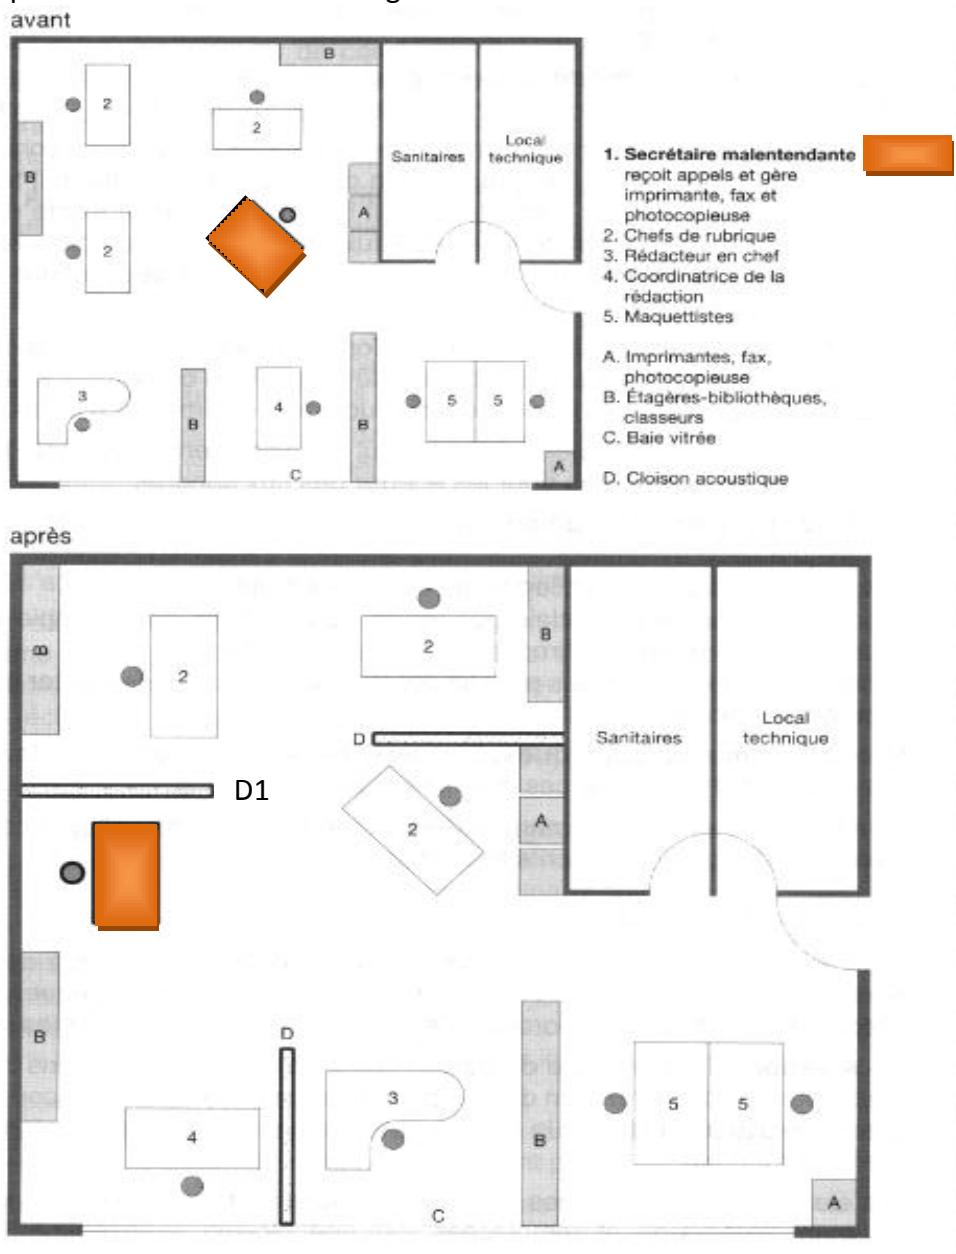 avant
B
2
2
Sanitaires
Local
technique
B
A
2
3
B
4
B
5
5
C
A
1. Secrétaire malentendante
reçoit appels et gère
imprimante, fax et
photocopieuse
2. Chefs de rubrique
3. Rédacteur en chef
4. Coordinatrice de la
rédaction
5. Maquettistes
A. Imprimantes, fax,
photocopieuse
B. Étagères-bibliothèques,
classeurs
C. Baie vitrée
D. Cloison acoustique
après
B
2
2
B
D
Sanitaires
Local
technique
D1
2
A
B
D
3
4
B
5
5
C
A